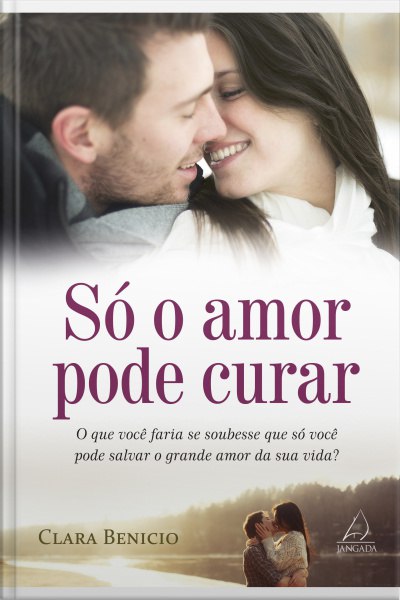 Só o amor
pode curar
O que você faria se soubesse que só você
pode salvar o grande amor da sua vida?
CLARA BENICIO
JANGADA